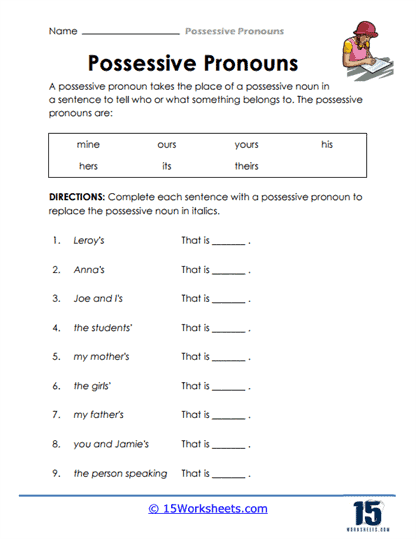 Name _______________ Possessive Pronouns
Possessive Pronouns
A possessive pronoun takes the place of a possessive noun in
a sentence to tell who or what something belongs to. The possessive
pronouns are:
mine ours yours his
hers its theirs
DIRECTIONS: Complete each sentence with a possessive pronoun to
replace the possessive noun in italics.
1. Leroy's That is ______ .
2. Anna's That is ______ .
3. Joe and I's That is ______ .
4. the students' That is ______ .
5. my mother's That is ______ .
6. the girls' That is ______ .
7. my father's That is ______ .
8. you and Jamie's That is ______ .
9. the person speaking That is ______ .
© 15Worksheets.com
15
WORKSHEETS.COM